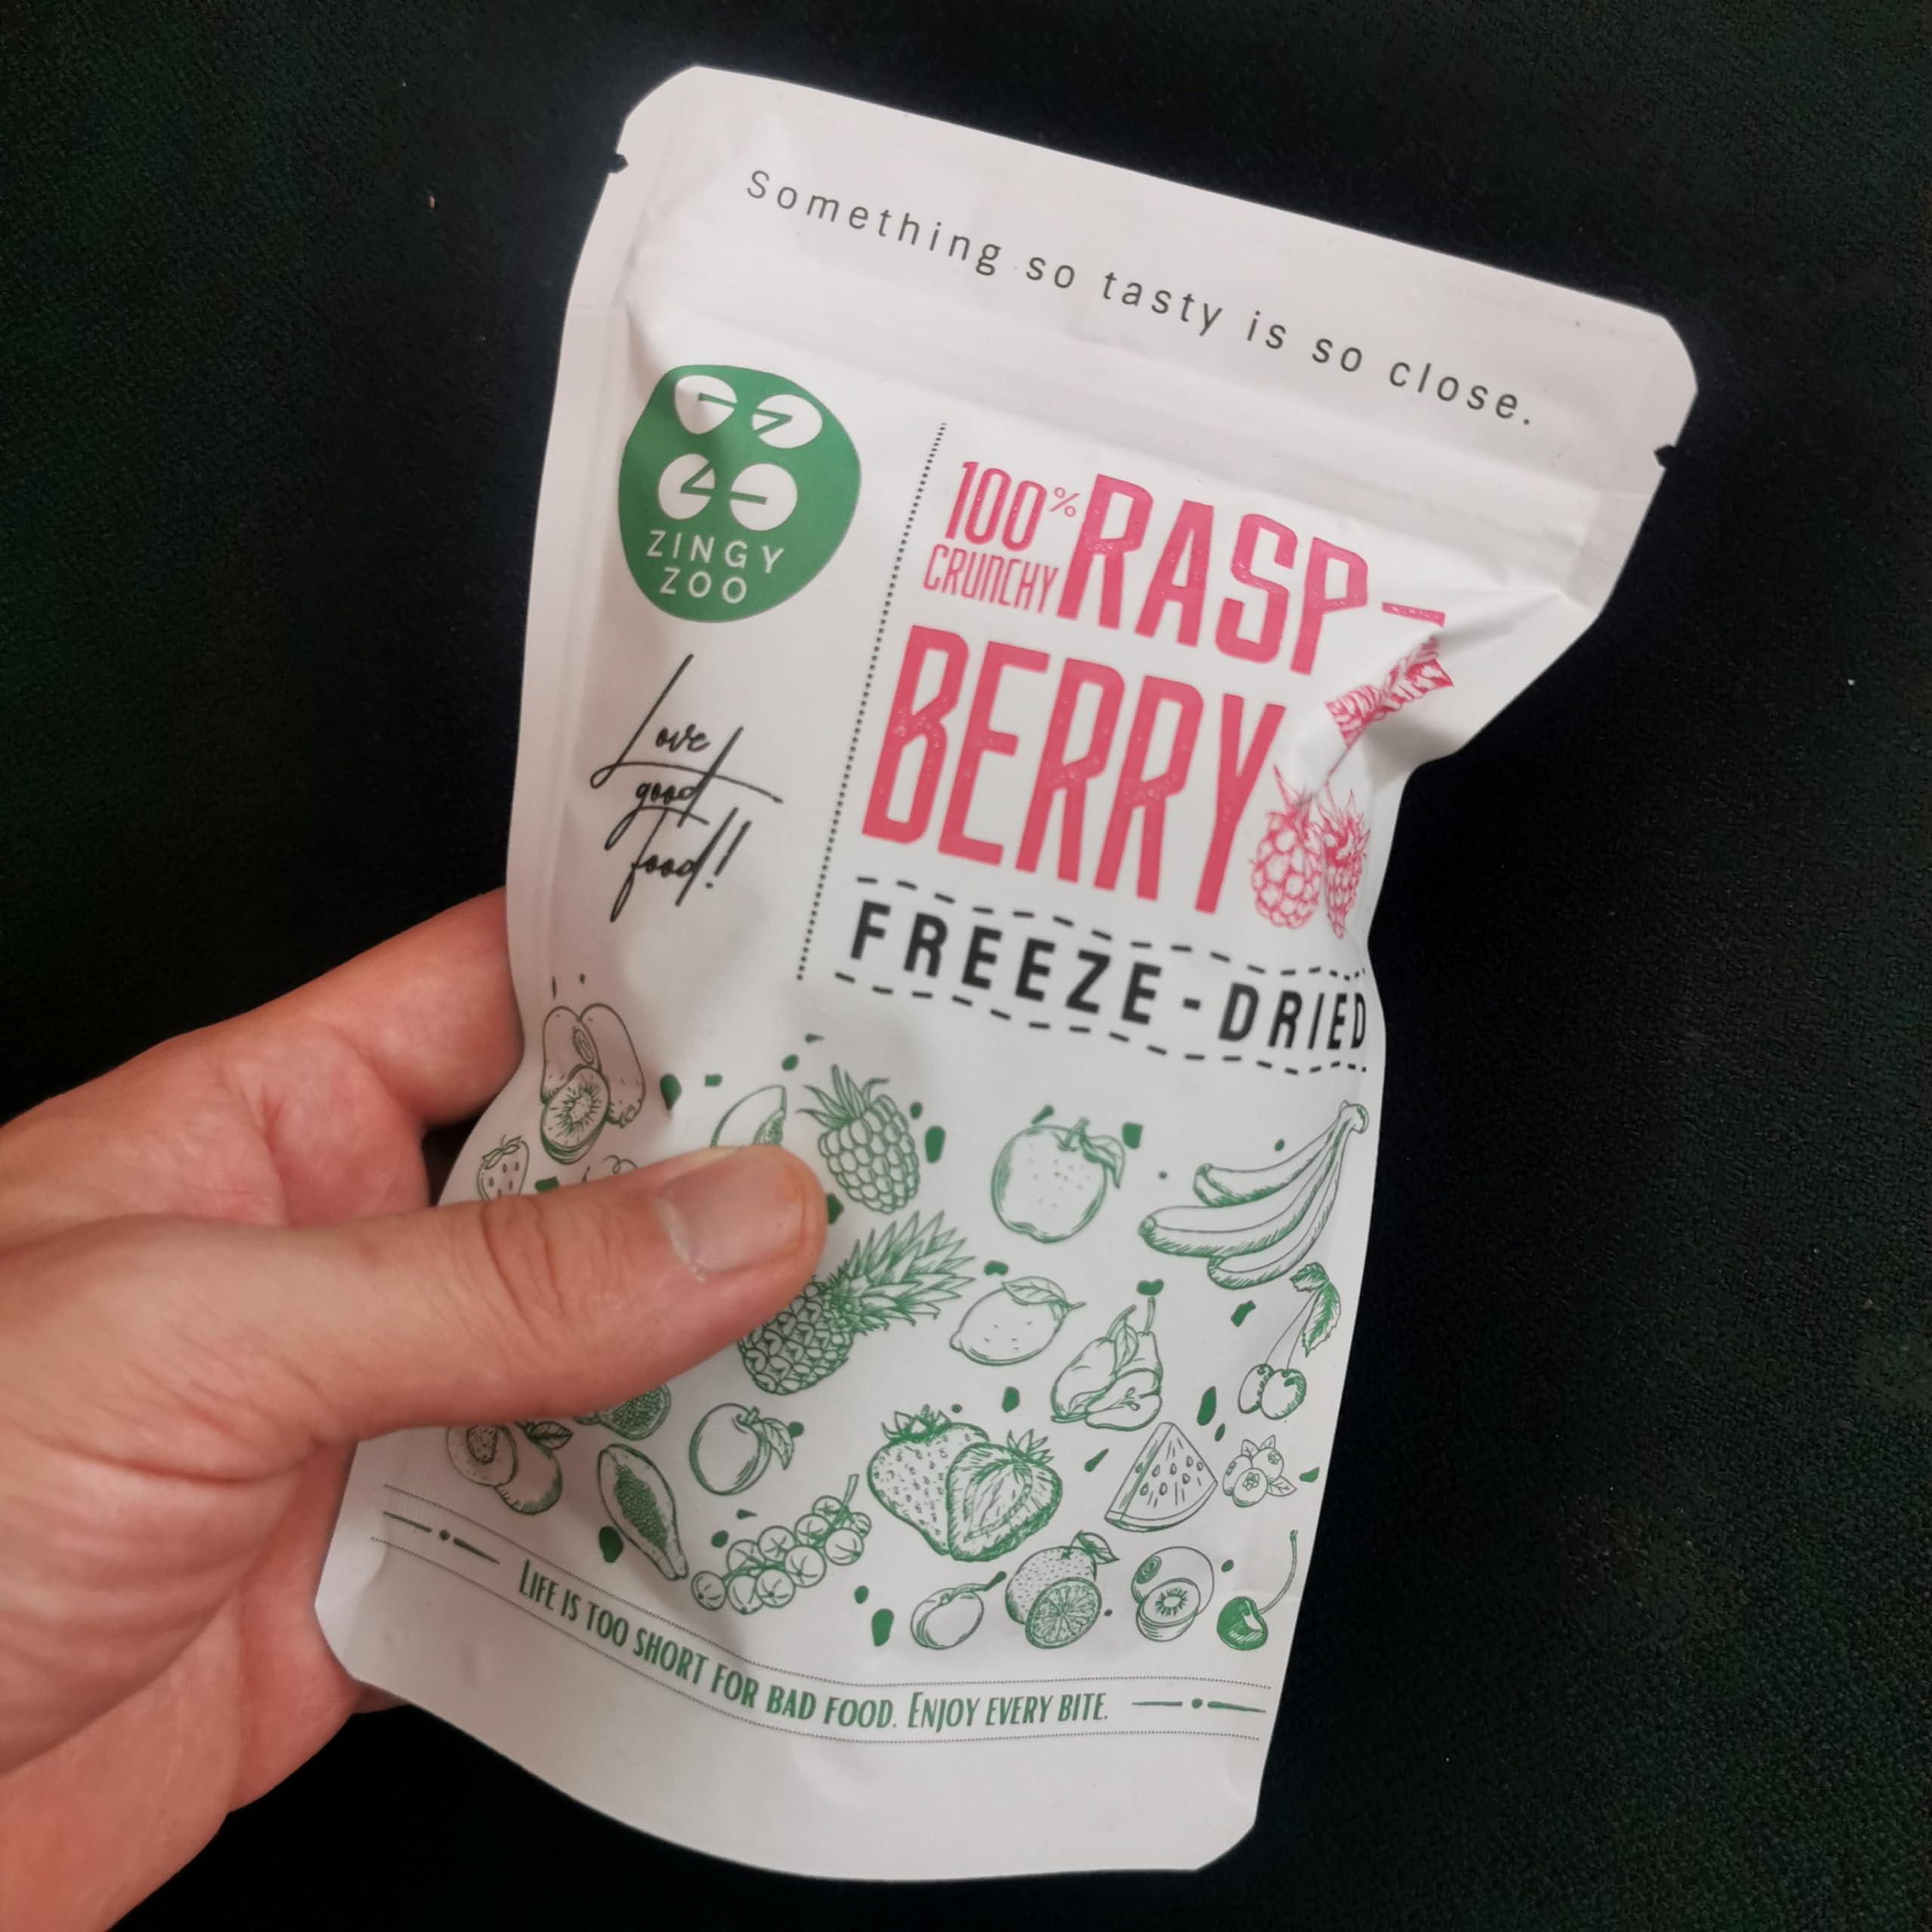 Something so tasty is so close.
ZINGY
ZOO
Love
good
food!!
100% RASP-
CRUNCHY
BERRY
FREEZE-DRIED
LIFE IS TOO SHORT FOR BAD FOOD. ENJOY EVERY BITE.